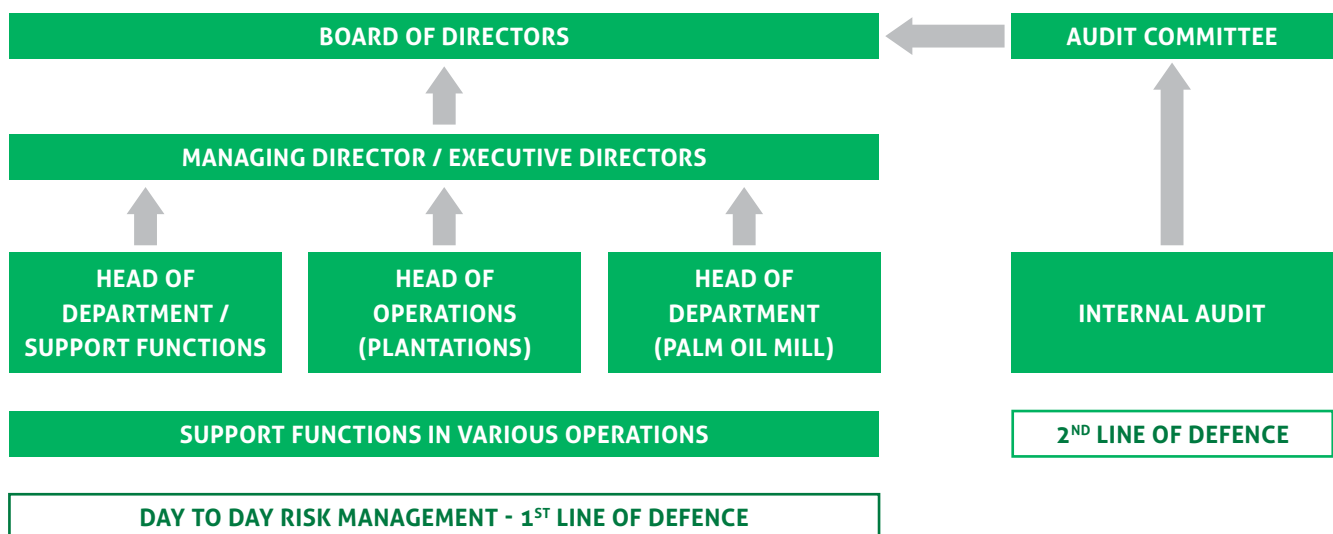 BOARD OF DIRECTORS
AUDIT COMMITTEE
MANAGING DIRECTOR / EXECUTIVE DIRECTORS
HEAD OF
DEPARTMENT /
SUPPORT FUNCTIONS
HEAD OF
OPERATIONS
(PLANTATIONS)
HEAD OF
DEPARTMENT
(PALM OIL MILL)
INTERNAL AUDIT
SUPPORT FUNCTIONS IN VARIOUS OPERATIONS
2ND LINE OF DEFENCE
DAY TO DAY RISK MANAGEMENT - 1ST LINE OF DEFENCE